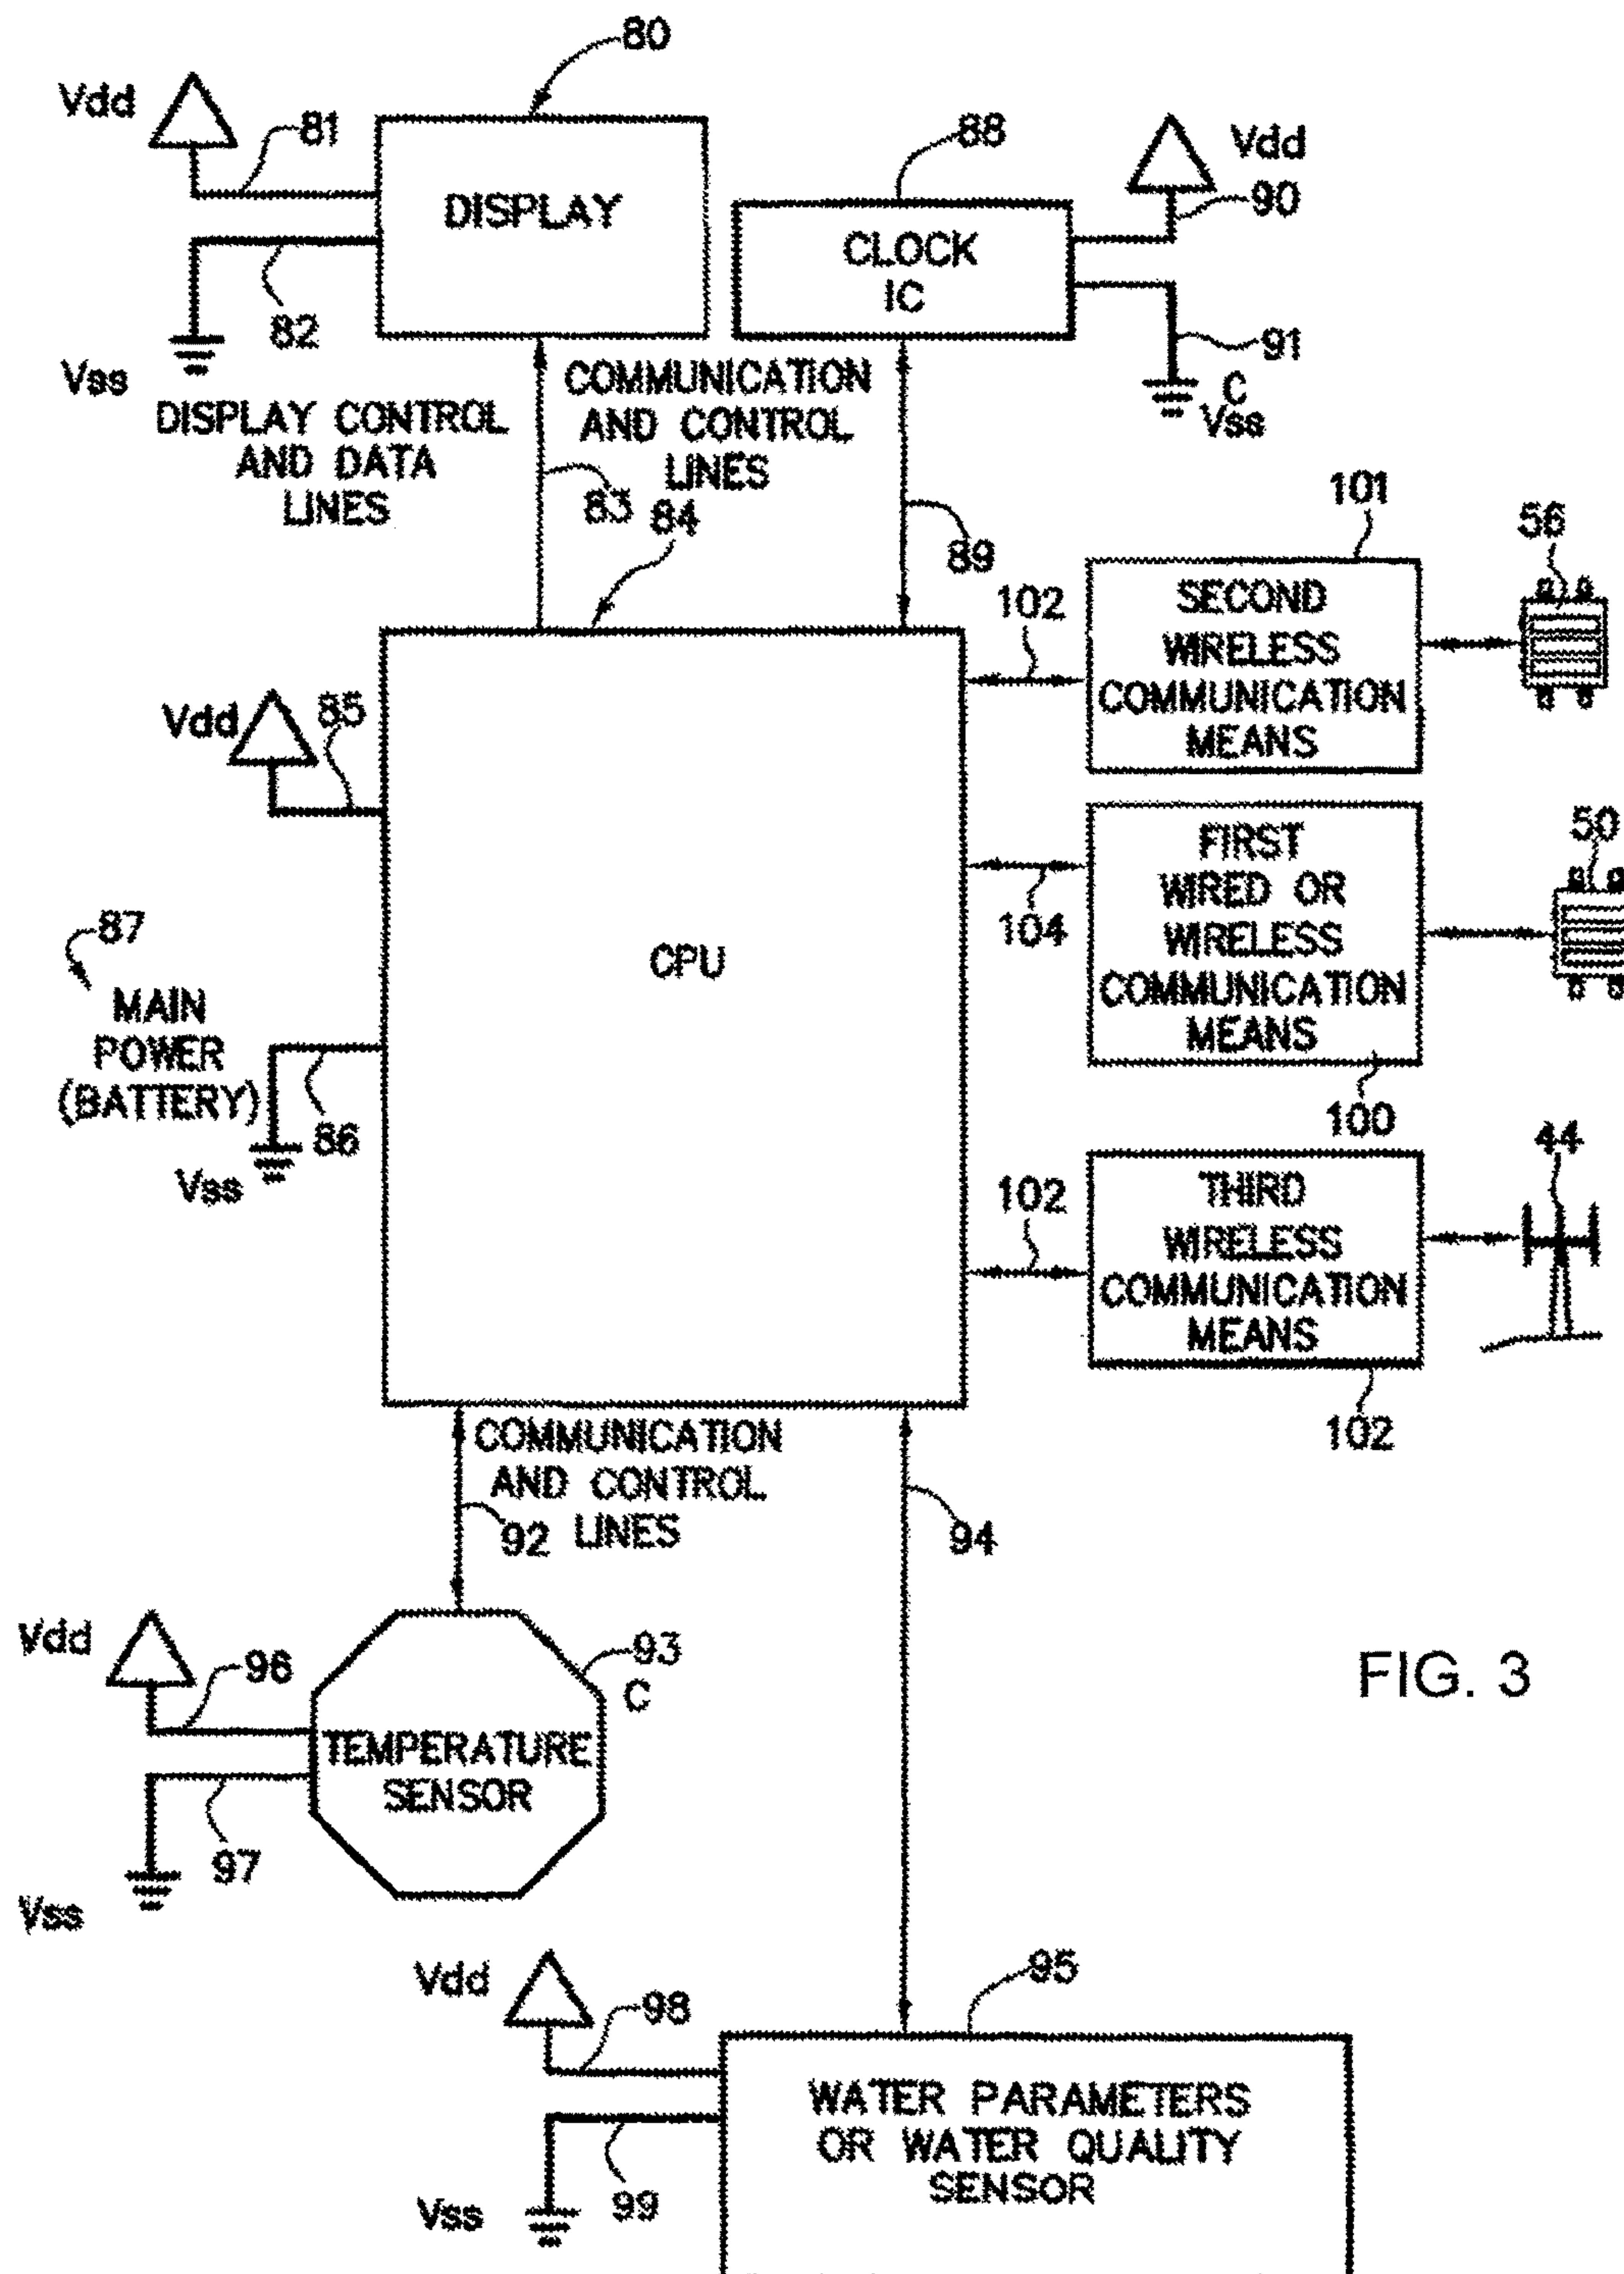 80
Vdd
81
DISPLAY
88
Vdd
90
CLOCK
IC
82
Vss
91
C
Vss
DISPLAY CONTROL
AND DATA
LINES
COMMUNICATION
AND CONTROL
LINES
83
84
89
101
56
102
SECOND
WIRELESS
COMMUNICATION
MEANS
Vdd
85
50
FIRST
WIRED OR
WIRELESS
COMMUNICATION
MEANS
104
87
MAIN
POWER
(BATTERY)
CPU
86
Vss
100
44
102
THIRD
WIRELESS
COMMUNICATION
MEANS
102
COMMUNICATION
AND CONTROL
LINES
92
94
Vdd
96
93
C
FIG. 3
TEMPERATURE
SENSOR
97
Vss
Vdd
98
95
WATER PARAMETERS
OR WATER QUALITY
SENSOR
99
Vss